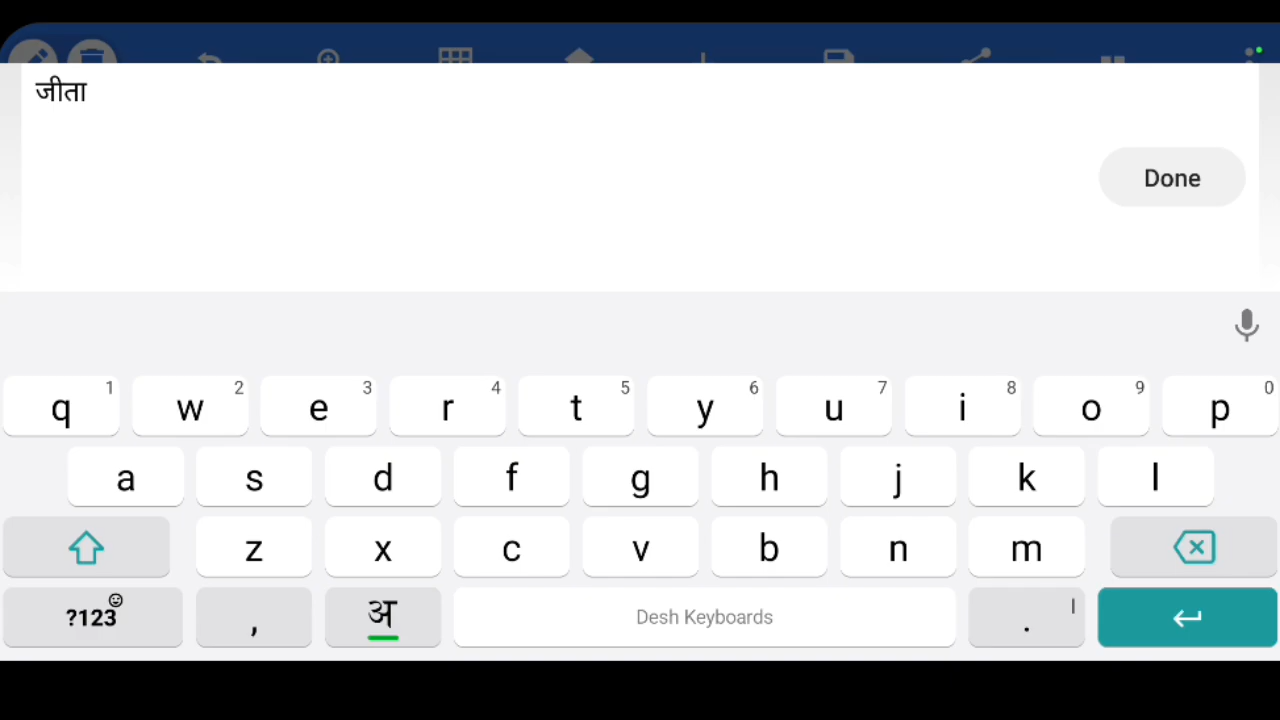 जीता
Done
q 1 w 2 e 3 r 4 t 5 y 6 u 7 i 8 o 9 p 0
a s d f g h j k l
z x c v b n m
?123 , अ Desh Keyboards . |